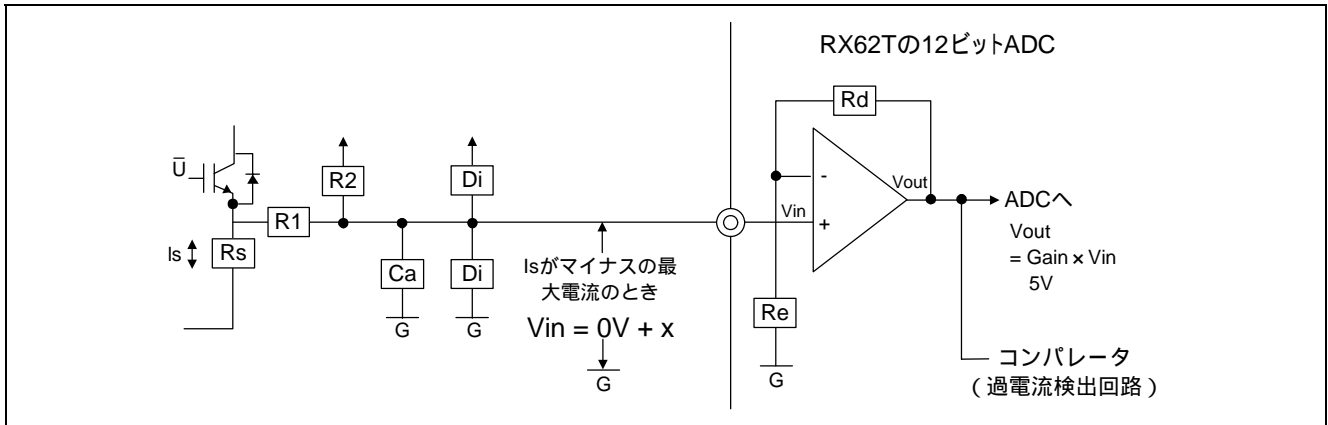 RX62Tの12ビットADC
Rd
U
R2
Di
Vout
Vin
-
+
ADCへ
Vout
= Gain × Vin
5V
R1
Is
Rs
Ca
Di
Isがマイナスの最
大電流のとき
Vin = 0V + x
G
G
G
Re
G
コンパレータ
(過電流検出回路)